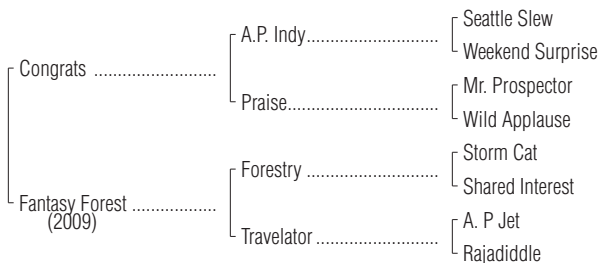 Seattle Slew
A.P. Indy
Weekend Surprise
Congrats
Mr. Prospector
Praise
Wild Applause
Storm Cat
Forestry
Shared Interest
Fantasy Forest
(2009)
A. P Jet
Travelator
Rajadiddle